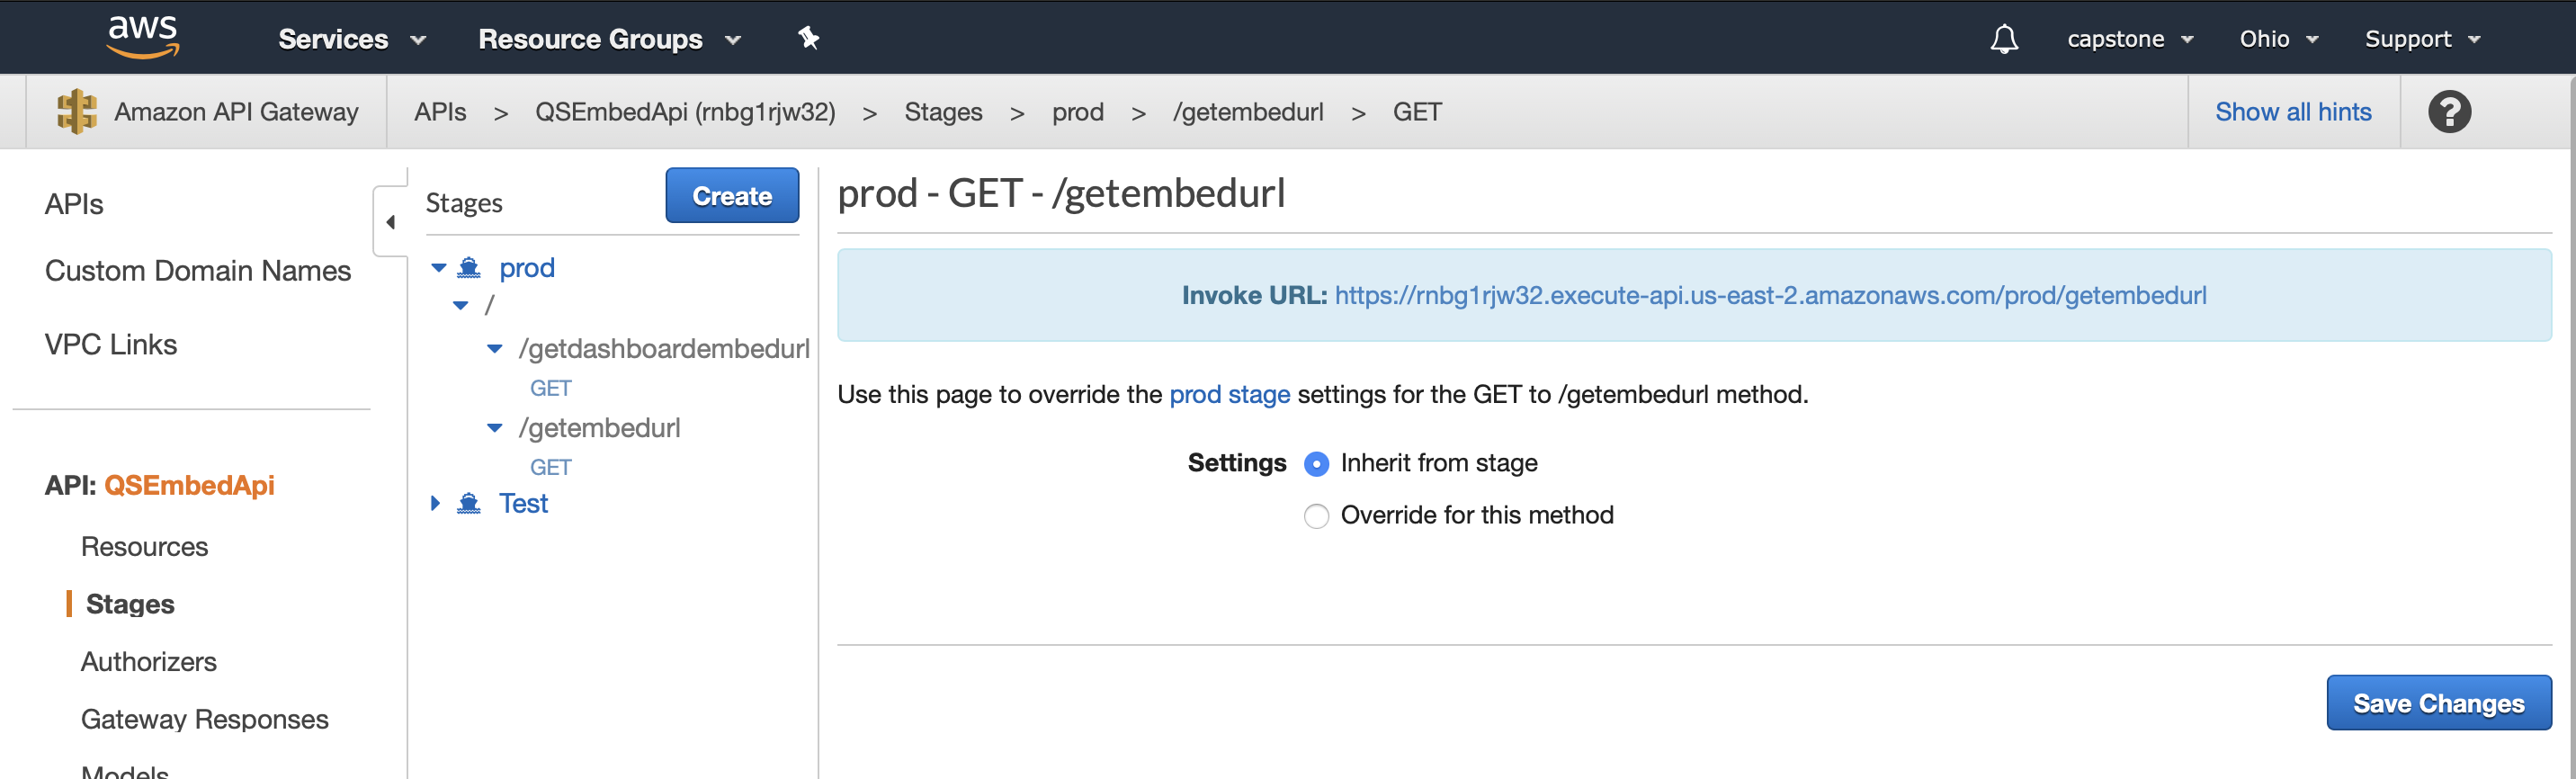 aws Services Resource Groups capstone Ohio Support
Amazon API Gateway APIs > QSEmbedApi (rnbg1rjw32) > Stages > prod > /getembedurl > GET Show all hints ?
APIs
Custom Domain Names
VPC Links
API: QSEmbedApi
Resources
Stages
Authorizers
Gateway Responses
Models
Stages Create
prod
/
/getdashboardembedurl
GET
/getembedurl
GET
Test
prod - GET - /getembedurl
Invoke URL: https://rnbg1rjw32.execute-api.us-east-2.amazonaws.com/prod/getembedurl
Use this page to override the prod stage settings for the GET to /getembedurl method.
Settings Inherit from stage
Override for this method
Save Changes